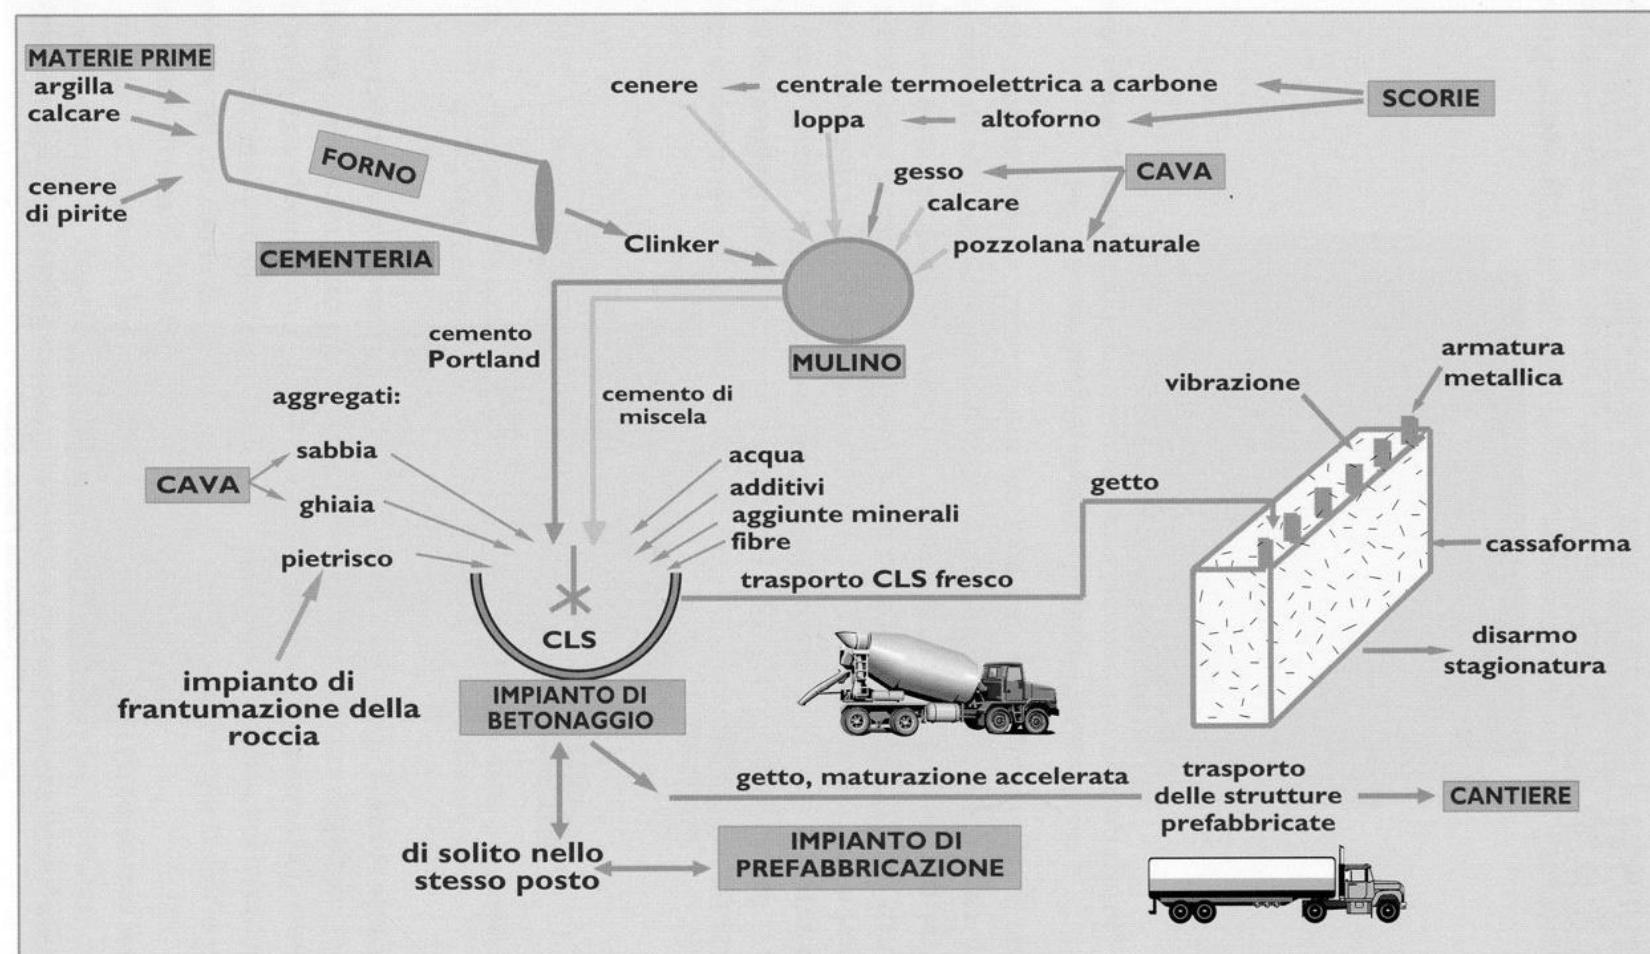 MATERIE PRIME
argilla
calcare
cenere
di pirite
FORNO
CEMENTERIA
Clinker
cenere
centrale termoelettrica a carbone
SCORIE
loppa
altoforno
gesso
CAVA
calcare
pozzolana naturale
MULINO
cemento
Portland
cemento di
miscela
aggregati:
CAVA
sabbia
ghiaia
pietrisco
impianto di
frantumazione della
roccia
acqua
additivi
aggiunte minerali
fibre
CLS
IMPIANTO DI
BETONAGGIO
trasporto CLS fresco
getto
vibrazione
armatura
metallica
cassaforma
disarmo
stagionatura
getto, maturazione accelerata
trasporto
delle strutture
prefabbricate
CANTIERE
di solito nello
stesso posto
IMPIANTO DI
PREFABBRICAZIONE